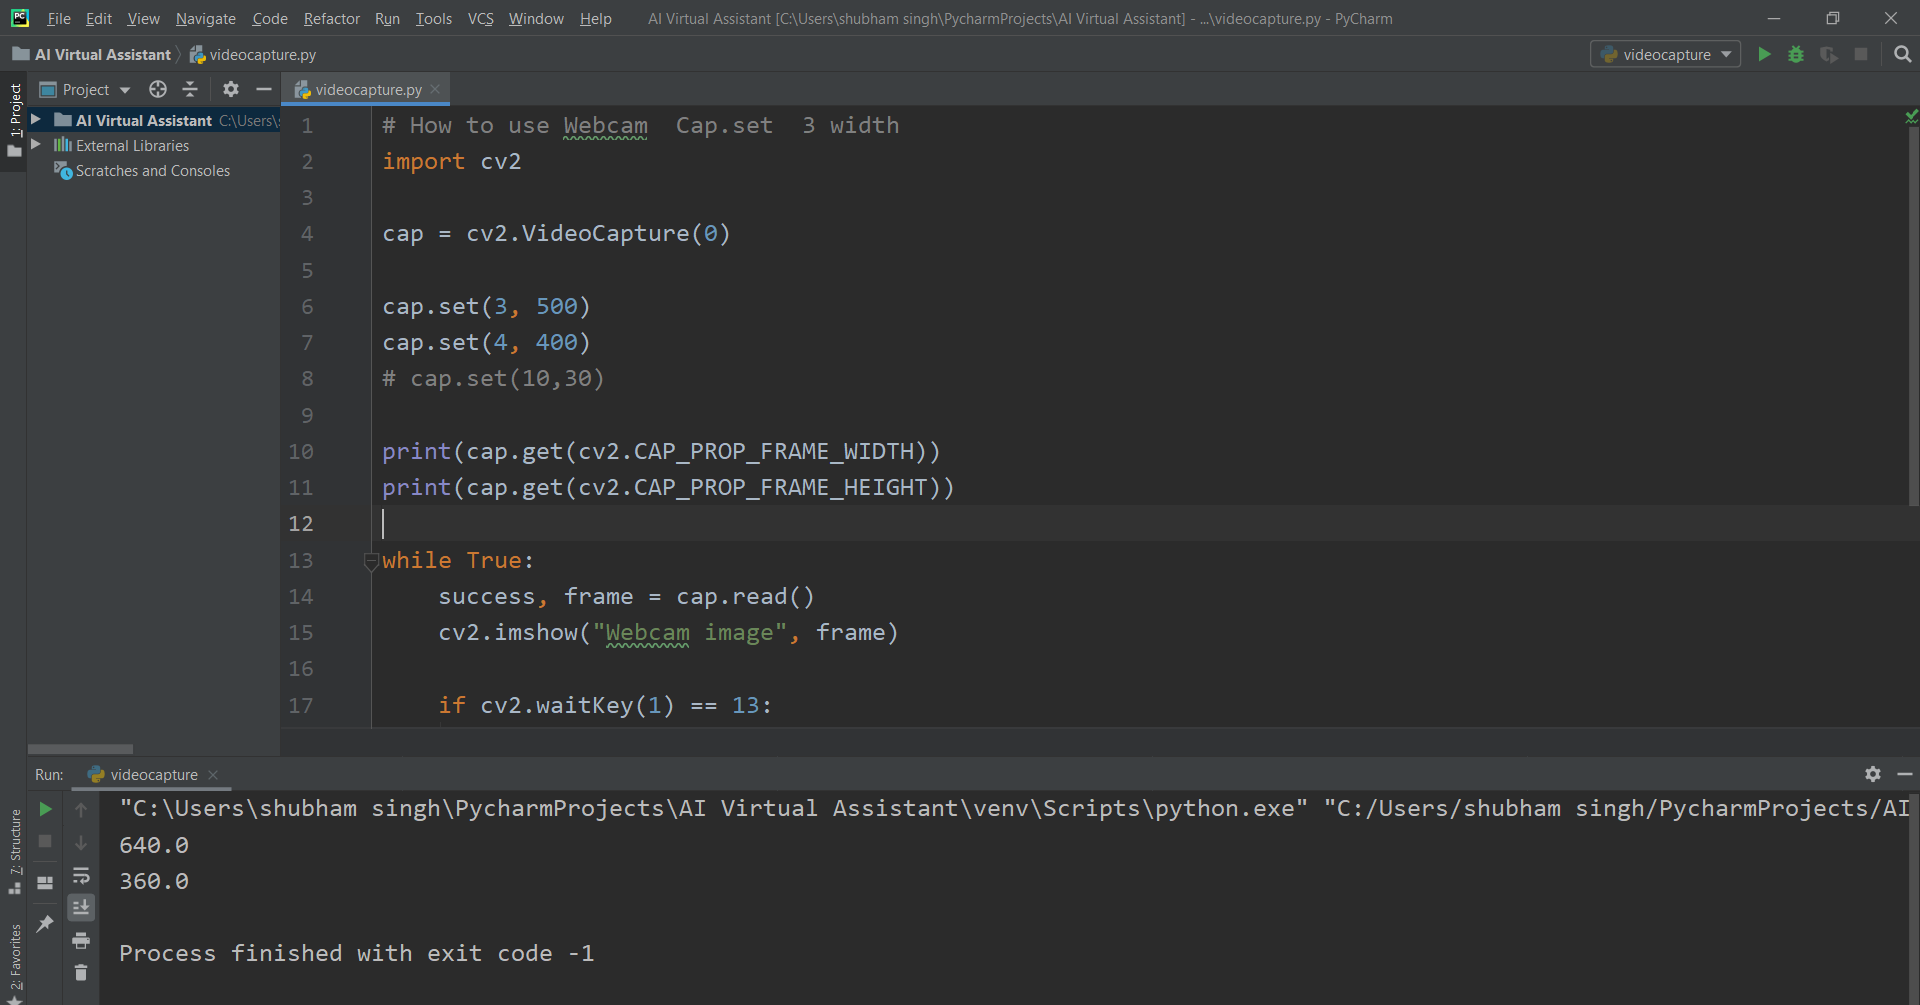 PC File Edit View Navigate Code Refactor Run Tools VCS Window Help AI Virtual Assistant [C:\Users\shubham singh\PycharmProjects\AI Virtual Assistant] - ...\videocapture.py - PyCharm
AI Virtual Assistant videocapture.py videocapture
1: Project
Project videocapture.py
AI Virtual Assistant C:\Users\
External Libraries
Scratches and Consoles
1 # How to use Webcam  Cap.set  3 width
2 import cv2
3
4 cap = cv2.VideoCapture(0)
5
6 cap.set(3, 500)
7 cap.set(4, 400)
8 # cap.set(10,30)
9
10 print(cap.get(cv2.CAP_PROP_FRAME_WIDTH))
11 print(cap.get(cv2.CAP_PROP_FRAME_HEIGHT))
12
13 while True:
14     success, frame = cap.read()
15     cv2.imshow("Webcam image", frame)
16
17     if cv2.waitKey(1) == 13:
Run: videocapture
7: Structure
2: Favorites
"C:\Users\shubham singh\PycharmProjects\AI Virtual Assistant\venv\Scripts\python.exe" "C:/Users/shubham singh/PycharmProjects/AI
640.0
360.0
Process finished with exit code -1